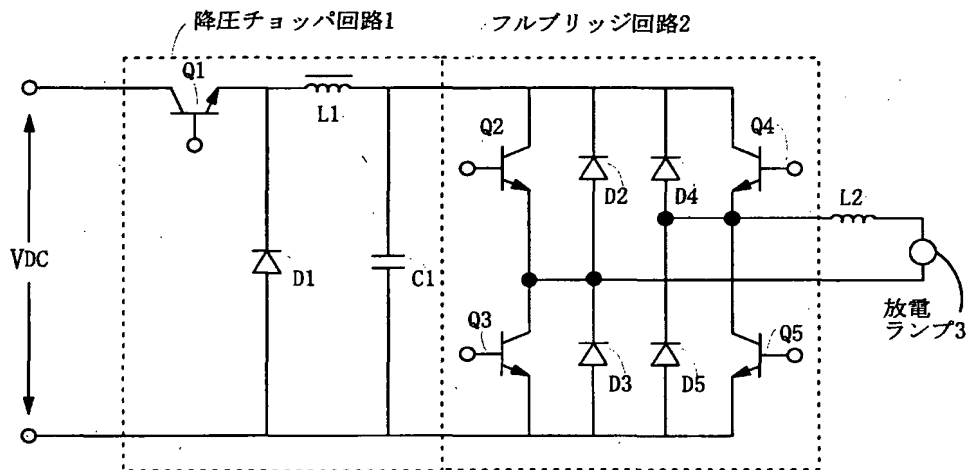 降圧チョッパ回路1
フルブリッジ回路2
Q1
L1
Q2
Q4
D2
D4
L2
VDC
D1
C1
放電
ランプ3
Q3
Q5
D3
D5